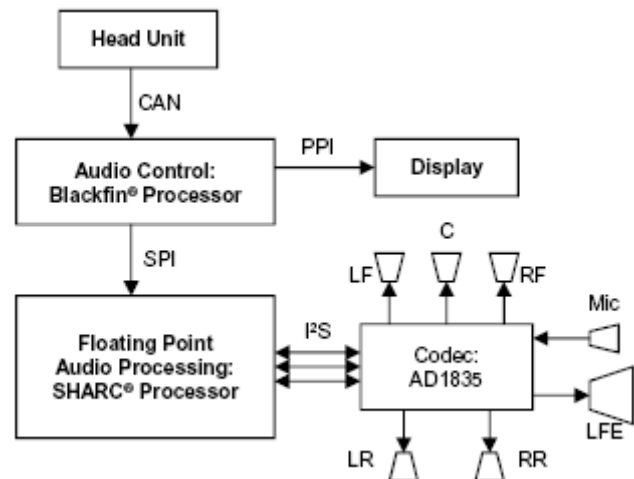 Head Unit
CAN
Audio Control:
Blackfin® Processor
PPI
Display
SPI
C
LF
RF
Mic
Floating Point
Audio Processing:
SHARC® Processor
I²S
Codec:
AD1835
LFE
LR
RR